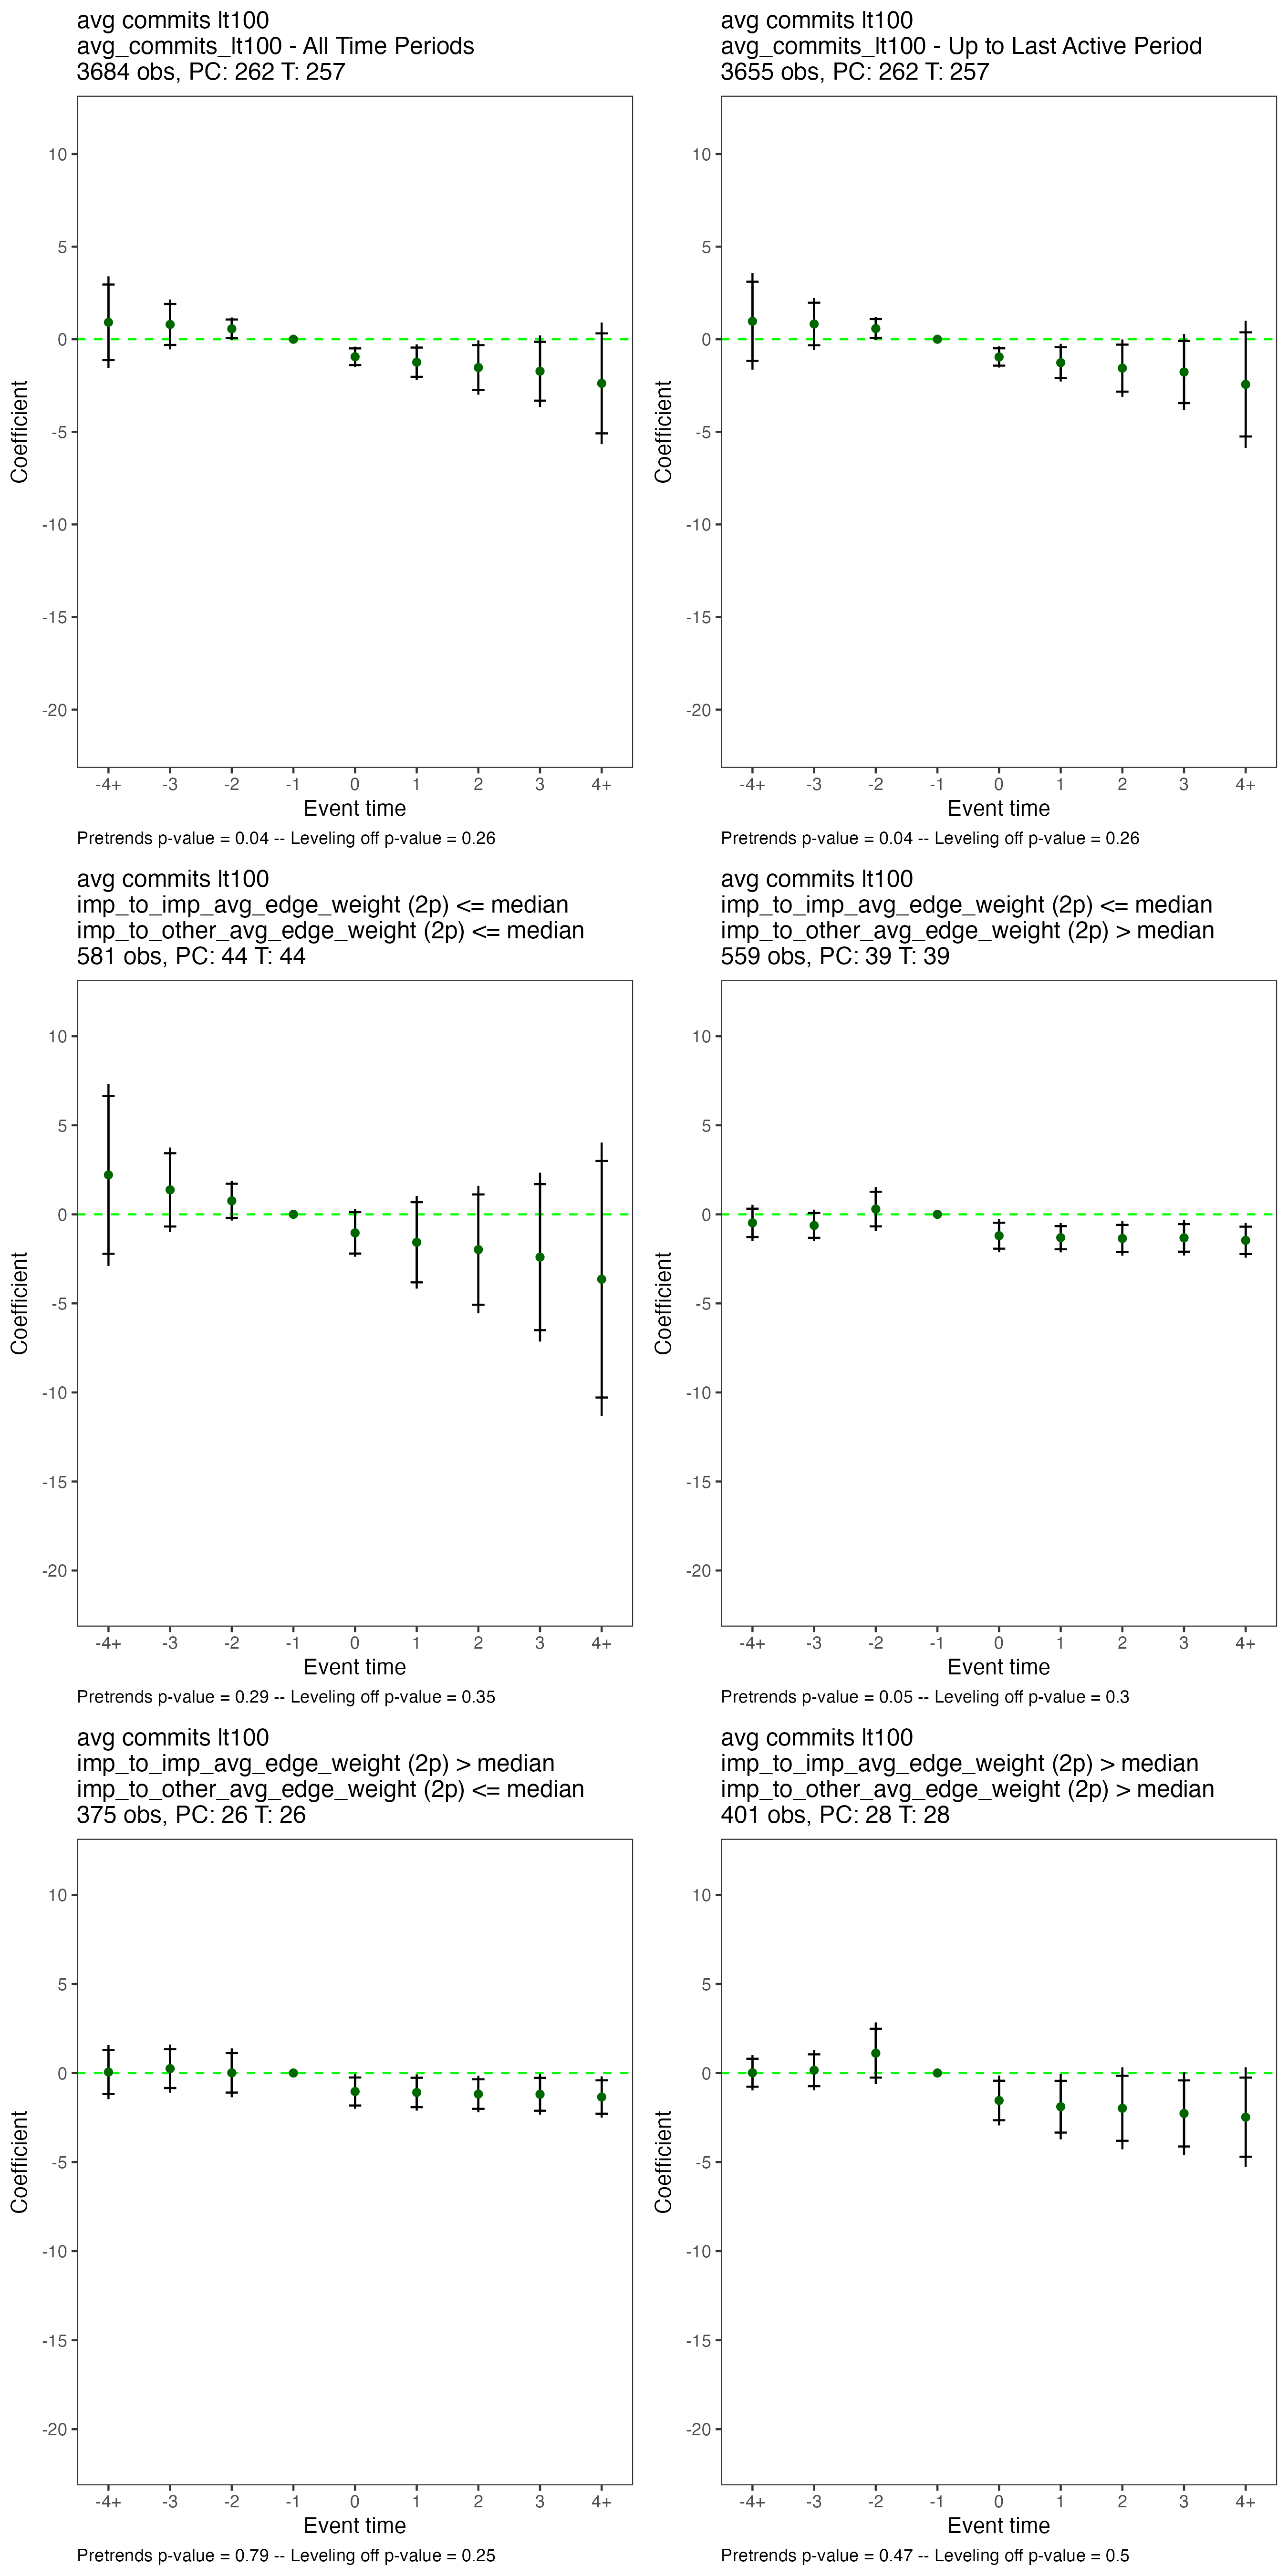 avg commits lt100
avg_commits_lt100 - All Time Periods
3684 obs, PC: 262 T: 257
10
5
0
-5
-10
-15
-20
Coefficient
-4+ -3 -2 -1 0 1 2 3 4+
Event time
Pretrends p-value = 0.04 -- Leveling off p-value = 0.26
avg commits lt100
avg_commits_lt100 - Up to Last Active Period
3655 obs, PC: 262 T: 257
10
5
0
-5
-10
-15
-20
Coefficient
-4+ -3 -2 -1 0 1 2 3 4+
Event time
Pretrends p-value = 0.04 -- Leveling off p-value = 0.26
avg commits lt100
imp_to_imp_avg_edge_weight (2p) <= median
imp_to_other_avg_edge_weight (2p) <= median
581 obs, PC: 44 T: 44
10
5
0
-5
-10
-15
-20
Coefficient
-4+ -3 -2 -1 0 1 2 3 4+
Event time
Pretrends p-value = 0.29 -- Leveling off p-value = 0.35
avg commits lt100
imp_to_imp_avg_edge_weight (2p) <= median
imp_to_other_avg_edge_weight (2p) > median
559 obs, PC: 39 T: 39
10
5
0
-5
-10
-15
-20
Coefficient
-4+ -3 -2 -1 0 1 2 3 4+
Event time
Pretrends p-value = 0.05 -- Leveling off p-value = 0.3
avg commits lt100
imp_to_imp_avg_edge_weight (2p) > median
imp_to_other_avg_edge_weight (2p) <= median
375 obs, PC: 26 T: 26
10
5
0
-5
-10
-15
-20
Coefficient
-4+ -3 -2 -1 0 1 2 3 4+
Event time
Pretrends p-value = 0.79 -- Leveling off p-value = 0.25
avg commits lt100
imp_to_imp_avg_edge_weight (2p) > median
imp_to_other_avg_edge_weight (2p) > median
401 obs, PC: 28 T: 28
10
5
0
-5
-10
-15
-20
Coefficient
-4+ -3 -2 -1 0 1 2 3 4+
Event time
Pretrends p-value = 0.47 -- Leveling off p-value = 0.5